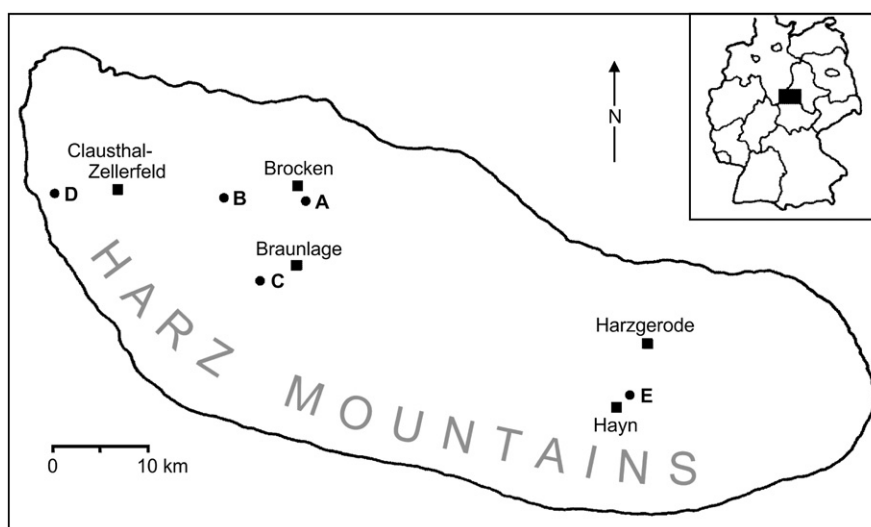 N
Clausthal-
Zellerfeld
Brocken
D
B
A
Braunlage
C
HARZ MOUNTAINS
Harzgerode
E
Hayn
0 10 km